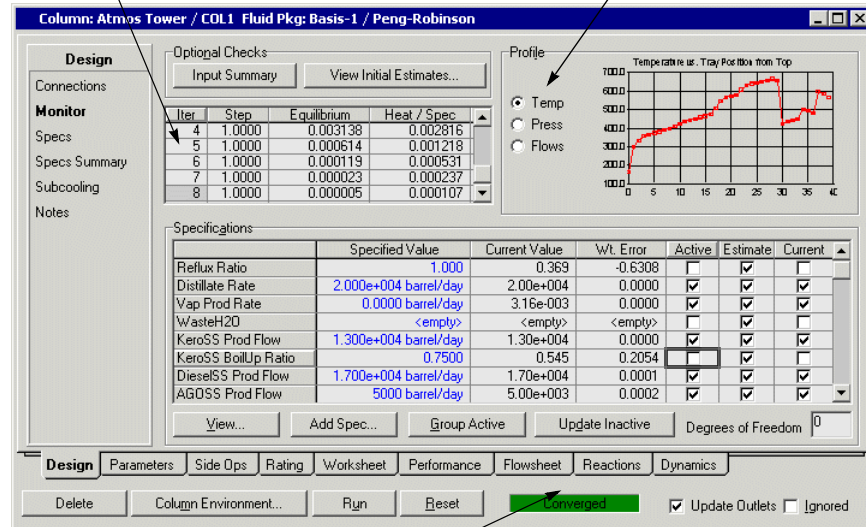 Column: Atmos Tower / COL1 Fluid Pkg: Basis-1 / Peng-Robinson
Design
Connections
Monitor
Specs
Specs Summary
Subcooling
Notes
Optional Checks
Input Summary View Initial Estimates...
Iter Step Equilibrium Heat / Spec
4 1.0000 0.003138 0.002816
5 1.0000 0.000614 0.001218
6 1.0000 0.000119 0.000531
7 1.0000 0.000023 0.000237
8 1.0000 0.000005 0.000107
Profile
Temp
Press
Flows
Temperature us. Tray Position from Top
700.0
600.0
500.0
400.0
300.0
200.0
100.0
0 5 10 15 20 25 30 35 40
Specifications
Specified Value Current Value Wt. Error Active Estimate Current
Reflux Ratio 1.000 0.369 -0.6308
Distillate Rate 2.000e+004 barrel/day 2.00e+004 0.0000
Vap Prod Rate 0.0000 barrel/day 3.16e-003 0.0000
WasteH2O <empty> <empty> <empty>
KeroSS Prod Flow 1.300e+004 barrel/day 1.30e+004 0.0000
KeroSS BoilUp Ratio 0.7500 0.545 0.2054
DieselSS Prod Flow 1.700e+004 barrel/day 1.70e+004 0.0001
AGOSS Prod Flow 5000 barrel/day 5.00e+003 0.0002
View... Add Spec... Group Active Update Inactive Degrees of Freedom 0
Design Parameters Side Ops Rating Worksheet Performance Flowsheet Reactions Dynamics
Delete Column Environment... Run Reset Converged Update Outlets Ignored